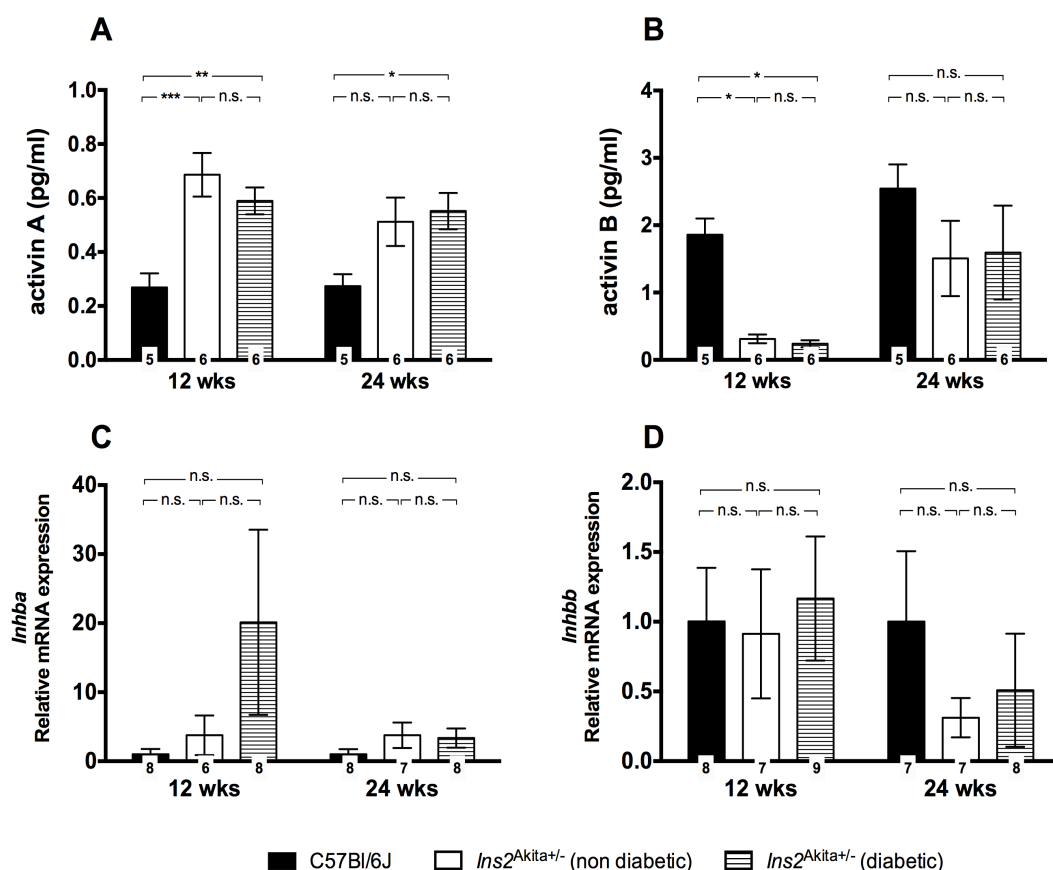 A
B
** *
*** n.s. n.s. n.s.
* n.s.
* n.s. n.s. n.s.
activin A (pg/ml)
1.0
0.8
0.6
0.4
0.2
0.0
5 6 6 5 6 6
12 wks 24 wks
activin B (pg/ml)
4
3
2
1
0
5 6 6 5 6 6
12 wks 24 wks
C
D
n.s. n.s.
n.s. n.s. n.s. n.s.
Inhba
Relative mRNA expression
40
30
20
10
0
8 6 8 8 7 8
12 wks 24 wks
n.s. n.s.
n.s. n.s. n.s. n.s.
Inhbb
Relative mRNA expression
2.0
1.5
1.0
0.5
0.0
8 7 9 7 7 8
12 wks 24 wks
C57Bl/6J Ins2Akita+/- (non diabetic) Ins2Akita+/- (diabetic)